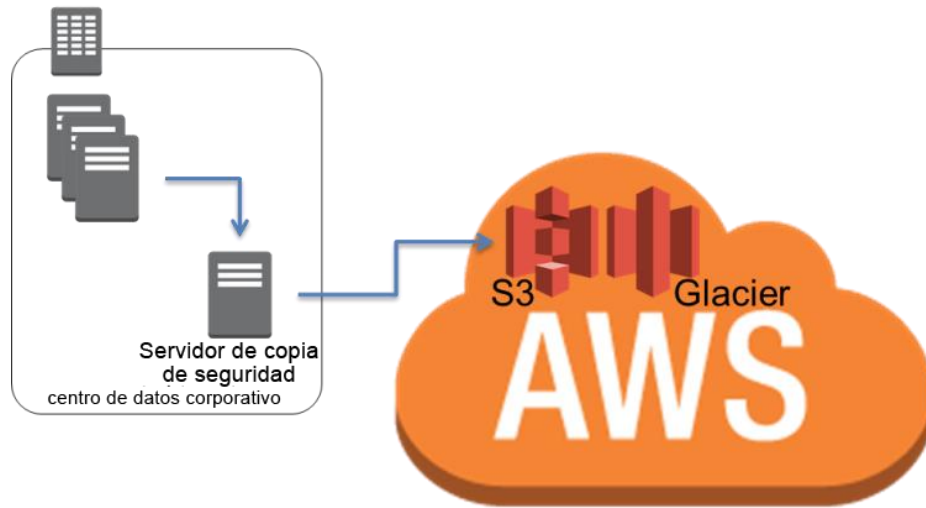 Servidor de copia
de seguridad
centro de datos corporativo
S3
Glacier
AWS